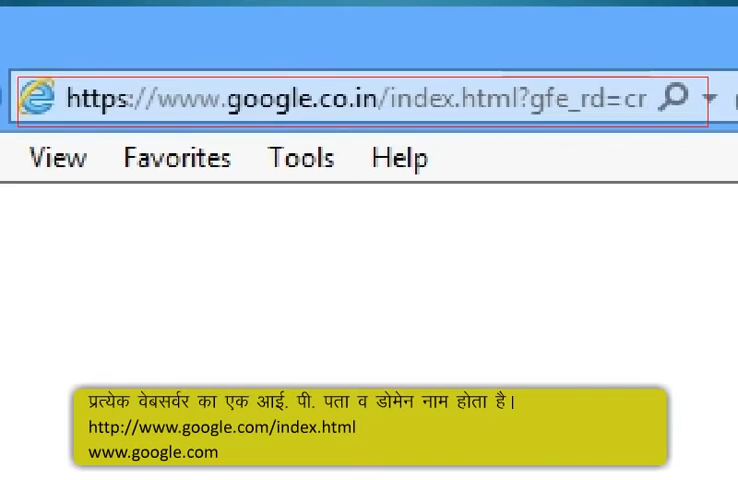 https://www.google.co.in/index.html?gfe_rd=cr
View Favorites Tools Help
प्रत्येक वेबसर्वर का एक आई. पी. पता व डोमेन नाम होता है।
http://www.google.com/index.html
www.google.com